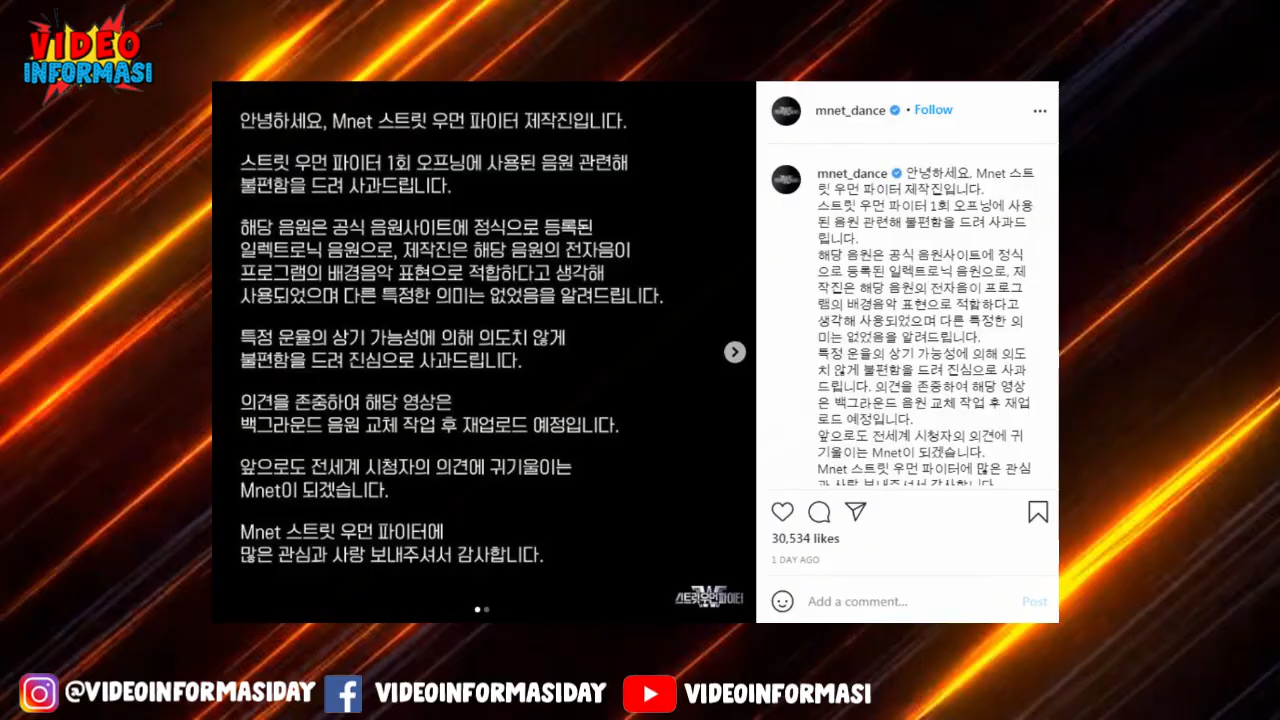 VIDEO
INFORMASI
안녕하세요, Mnet 스트릿 우먼 파이터 제작진입니다.
스트릿 우먼 파이터 1회 오프닝에 사용된 음원 관련해
불편함을 드려 사과드립니다.
해당 음원은 공식 음원사이트에 정식으로 등록된
일렉트로닉 음원으로, 제작진은 해당 음원의 전자음이
프로그램의 배경음악 표현으로 적합하다고 생각해
사용되었으며 다른 특정한 의미는 없었음을 알려드립니다.
특정 운율의 상기 가능성에 의해 의도치 않게
불편함을 드려 진심으로 사과드립니다.
의견을 존중하여 해당 영상은
백그라운드 음원 교체 작업 후 재업로드 예정입니다.
앞으로도 전세계 시청자의 의견에 귀기울이는
Mnet이 되겠습니다.
Mnet 스트릿 우먼 파이터에
많은 관심과 사랑 보내주셔서 감사합니다.
스트릿우먼파이터
mnet_dance • Follow
mnet_dance 안녕하세요, Mnet 스트
릿 우먼 파이터 제작진입니다.
스트릿 우먼 파이터 1회 오프닝에 사용
된 음원 관련해 불편함을 드려 사과드
립니다.
해당 음원은 공식 음원사이트에 정식
으로 등록된 일렉트로닉 음원으로, 제
작진은 해당 음원의 전자음이 프로그
램의 배경음악 표현으로 적합하다고
생각해 사용되었으며 다른 특정한 의
미는 없었음을 알려드립니다.
특정 운율의 상기 가능성에 의해 의도
치 않게 불편함을 드려 진심으로 사과
드립니다. 의견을 존중하여 해당 영상
은 백그라운드 음원 교체 작업 후 재업
로드 예정입니다.
앞으로도 전세계 시청자의 의견에 귀
기울이는 Mnet이 되겠습니다.
Mnet 스트릿 우먼 파이터에 많은 관심
과 사랑 보내주셔서 감사합니다.
30,534 likes
1 DAY AGO
Add a comment...
Post
@VIDEOINFORMASIDAY
VIDEOINFORMASIDAY
VIDEOINFORMASI